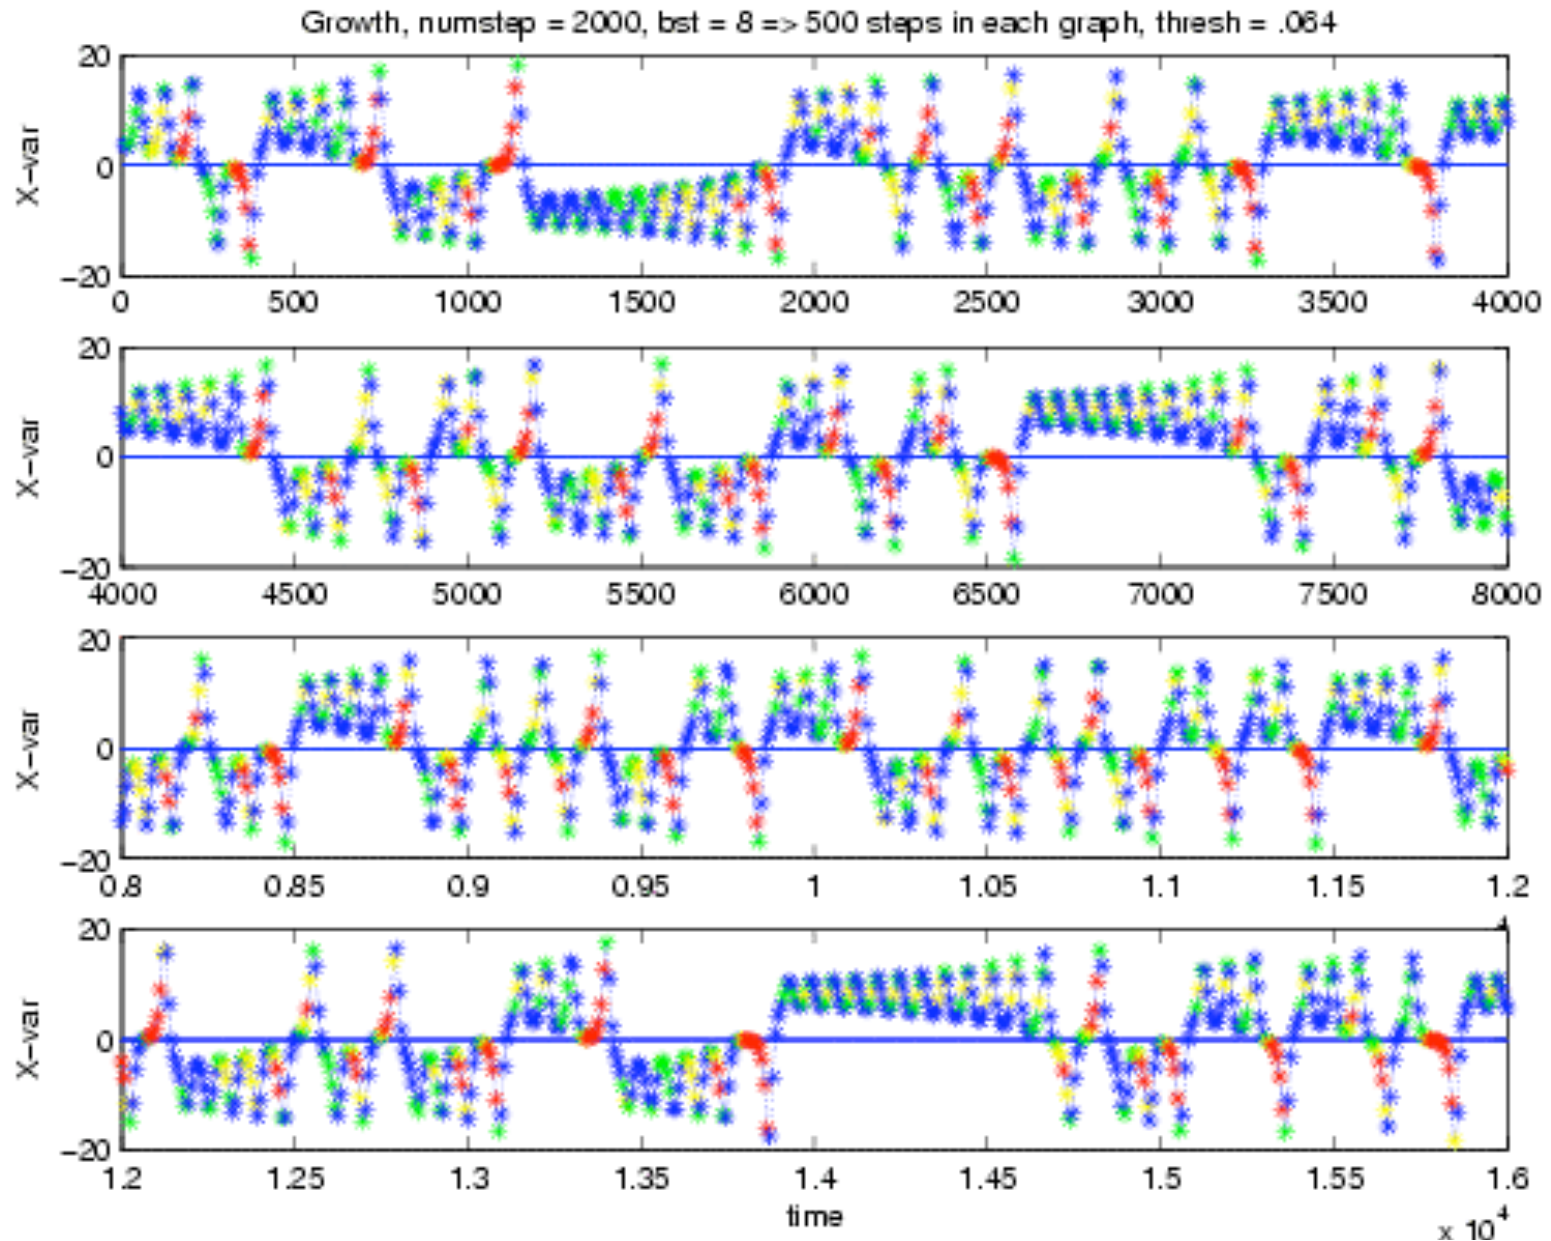 Growth, numstep = 2000, bst = 8 => 500 steps in each graph, thresh = .064
20
X-var
0
−20
0 500 1000 1500 2000 2500 3000 3500 4000
20
X-var
0
−20
4000 4500 5000 5500 6000 6500 7000 7500 8000
20
X-var
0
−20
0.8 0.85 0.9 0.95 1 1.05 1.1 1.15 1.2
20
X-var
0
−20
1.2 1.25 1.3 1.35 1.4 1.45 1.5 1.55 1.6
time
x 10⁴